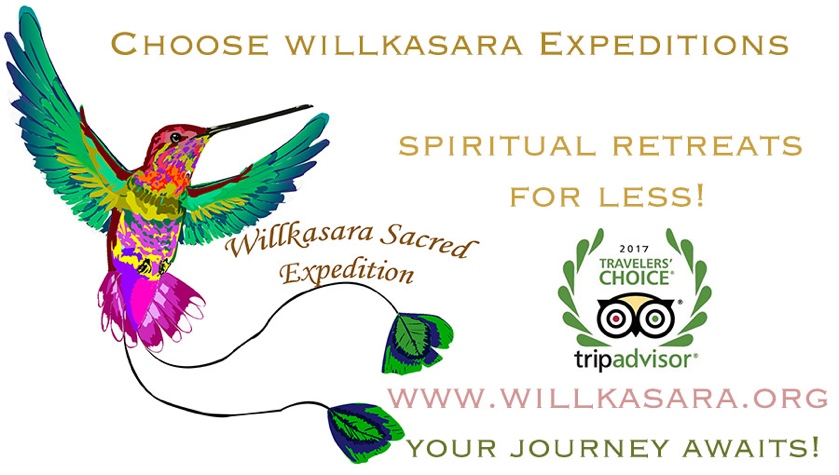 CHOOSE WILLKASARA EXPEDITIONS
SPIRITUAL RETREATS
FOR LESS!
Willkasara Sacred
Expedition
2017
TRAVELERS'
CHOICE®
tripadvisor®
WWW.WILLKASARA.ORG
YOUR JOURNEY AWAITS!